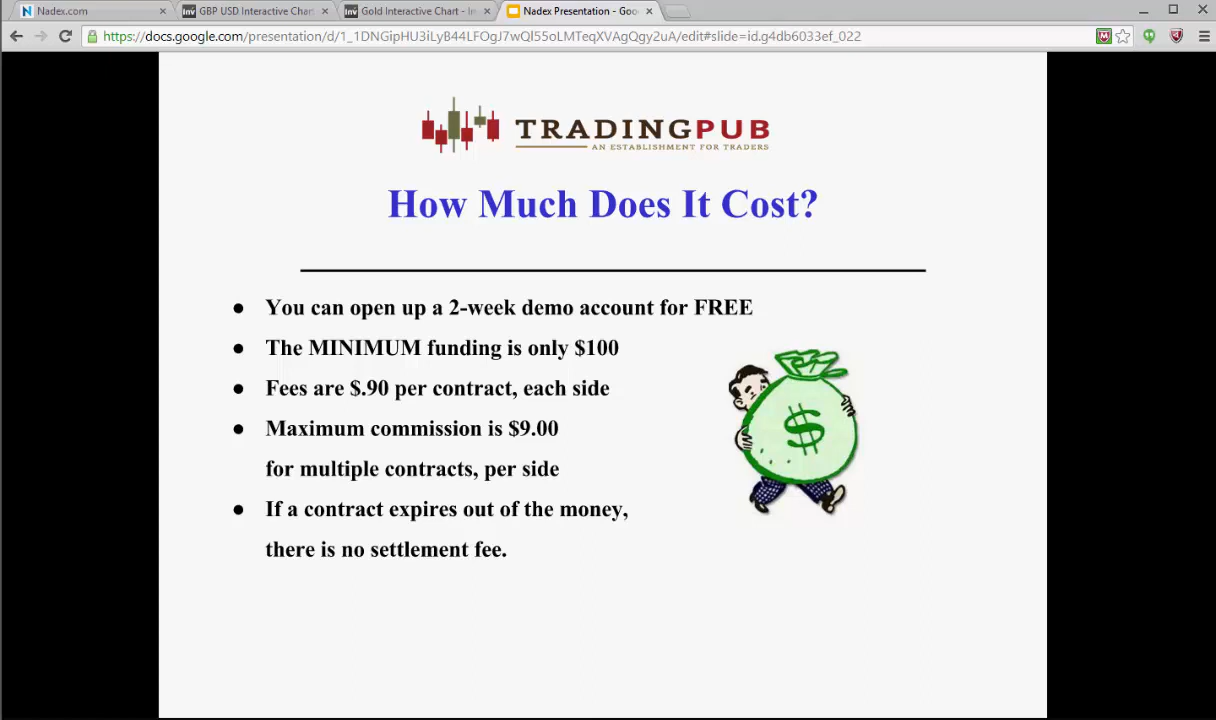 Nadex.com
GBP USD Interactive Chart
Gold Interactive Chart - In
Nadex Presentation - Goo
https://docs.google.com/presentation/d/1_1DNGipHU3iLyB44LFOgJ7wQl55oLMTeqXVAgQgy2uA/edit#slide=id.g4db6033ef_022
TRADINGPUB
AN ESTABLISHMENT FOR TRADERS
How Much Does It Cost?
● You can open up a 2-week demo account for FREE
● The MINIMUM funding is only $100
● Fees are $.90 per contract, each side
● Maximum commission is $9.00
for multiple contracts, per side
● If a contract expires out of the money,
there is no settlement fee.
$